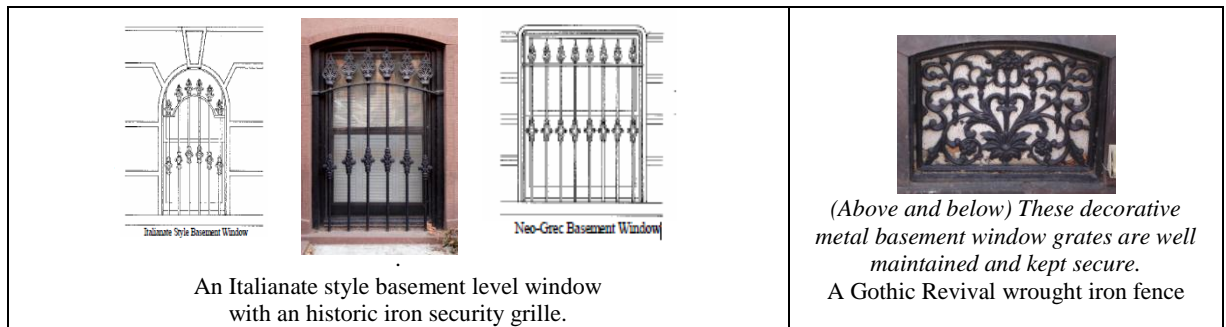 Italianate Style Basement Window
Neo-Grec Basement Window
.
An Italianate style basement level window
with an historic iron security grille.
(Above and below) These decorative
metal basement window grates are well
maintained and kept secure.
A Gothic Revival wrought iron fence